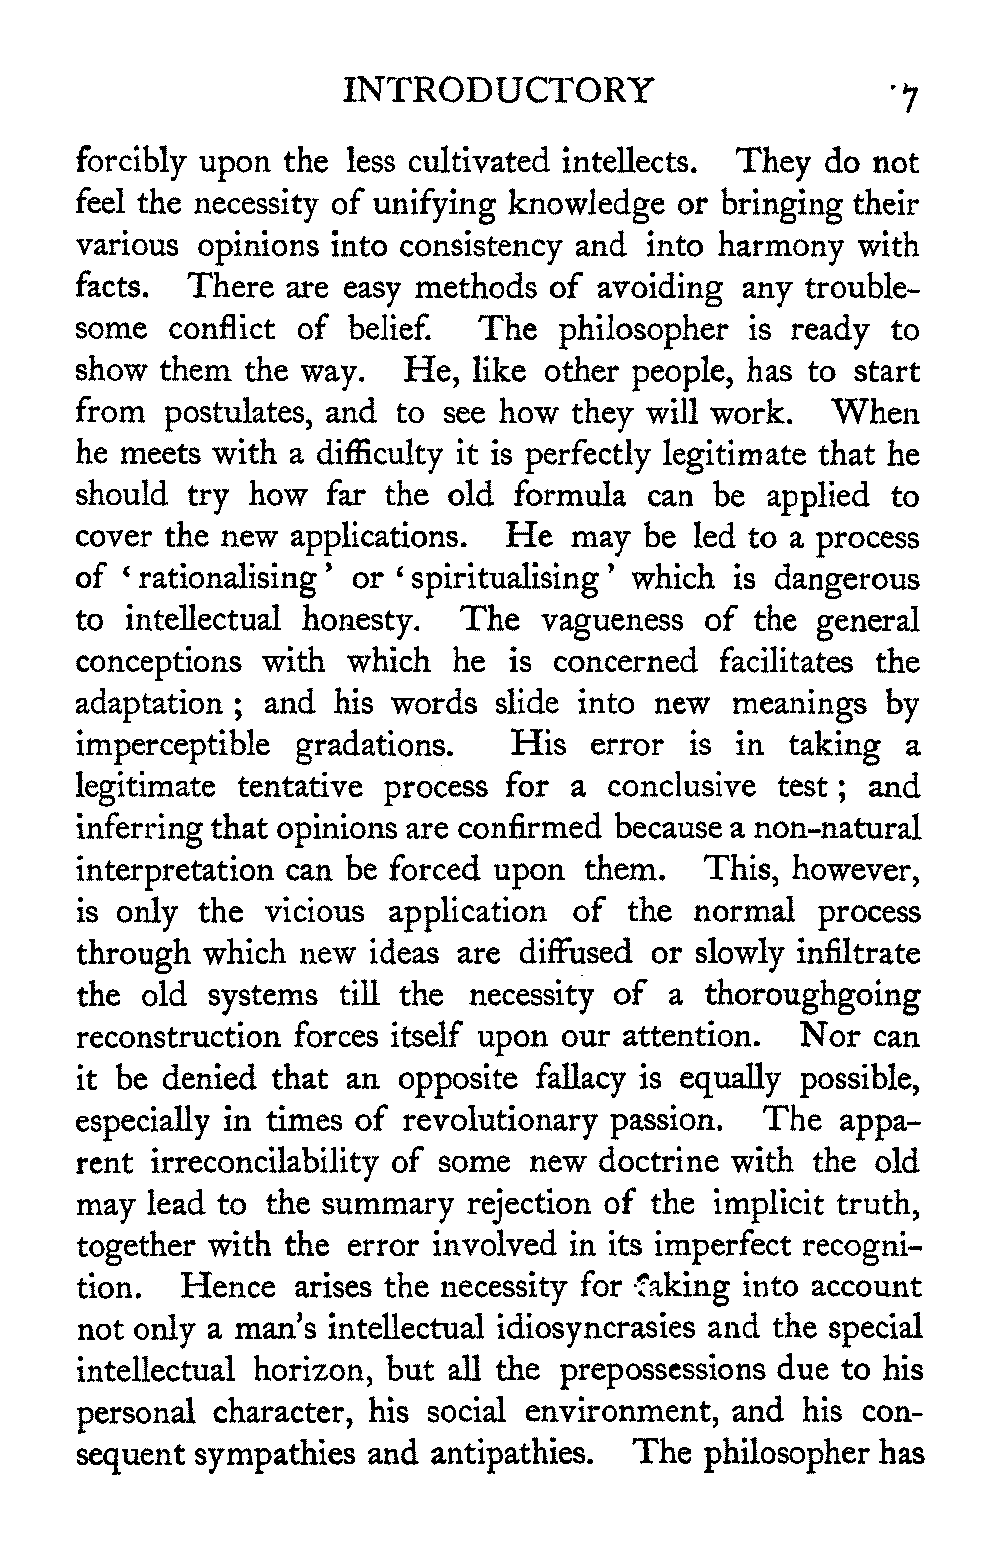 INTRODUCTORY 7
forcibly upon the less cultivated intellects. They do not
feel the necessity of unifying knowledge or bringing their
various opinions into consistency and into harmony with
facts. There are easy methods of avoiding any trouble-
some conflict of belief. The philosopher is ready to
show them the way. He, like other people, has to start
from postulates, and to see how they will work. When
he meets with a difficulty it is perfectly legitimate that he
should try how far the old formula can be applied to
cover the new applications. He may be led to a process
of ‘ rationalising ’ or ‘ spiritualising ’ which is dangerous
to intellectual honesty. The vagueness of the general
conceptions with which he is concerned facilitates the
adaptation ; and his words slide into new meanings by
imperceptible gradations. His error is in taking a
legitimate tentative process for a conclusive test ; and
inferring that opinions are confirmed because a non-natural
interpretation can be forced upon them. This, however,
is only the vicious application of the normal process
through which new ideas are diffused or slowly infiltrate
the old systems till the necessity of a thoroughgoing
reconstruction forces itself upon our attention. Nor can
it be denied that an opposite fallacy is equally possible,
especially in times of revolutionary passion. The appa-
rent irreconcilability of some new doctrine with the old
may lead to the summary rejection of the implicit truth,
together with the error involved in its imperfect recogni-
tion. Hence arises the necessity for taking into account
not only a man's intellectual idiosyncrasies and the special
intellectual horizon, but all the prepossessions due to his
personal character, his social environment, and his con-
sequent sympathies and antipathies. The philosopher has